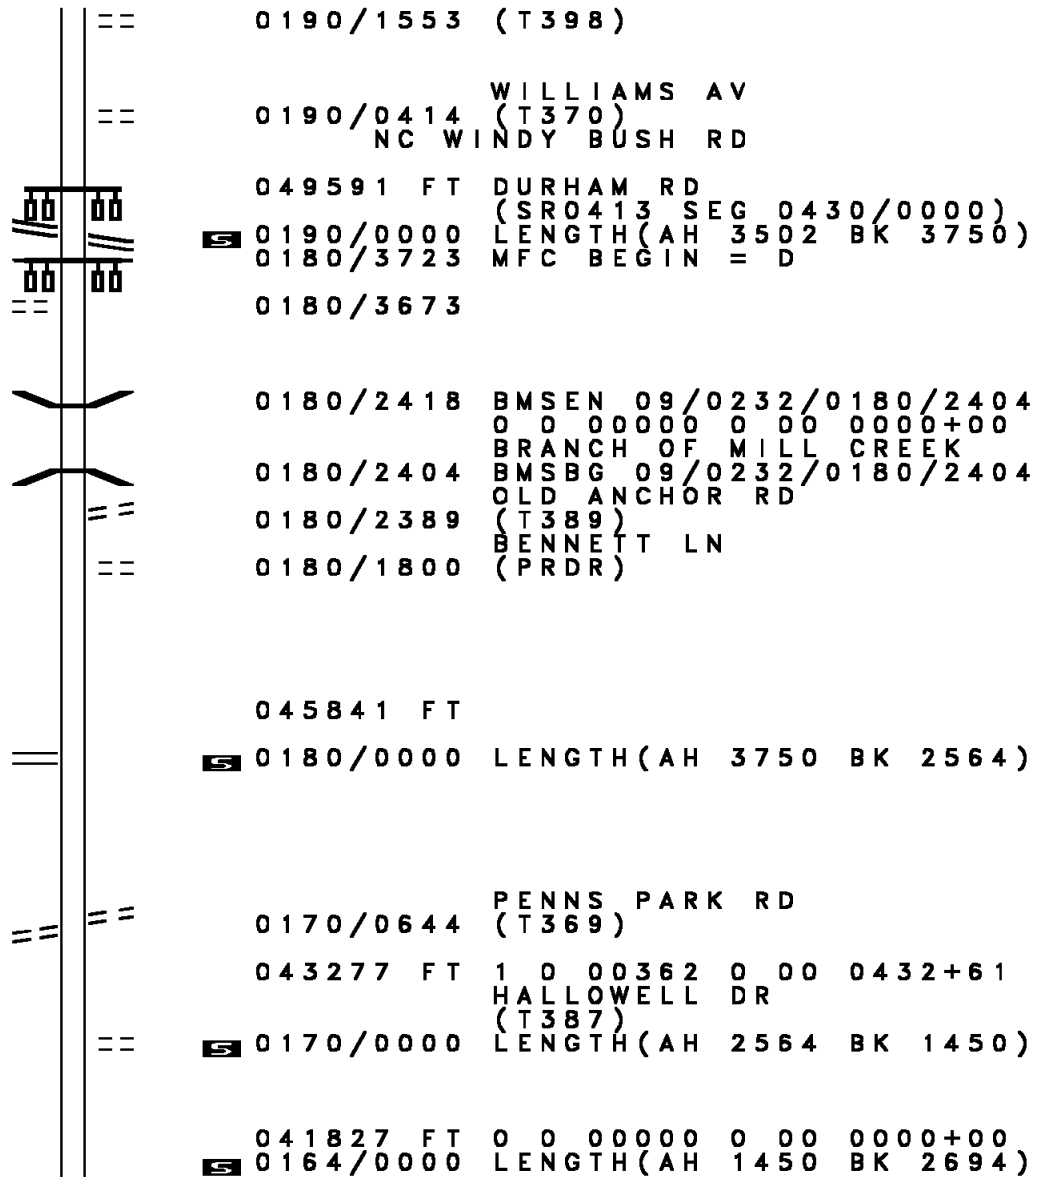 0190/1553 (T398)
WILLIAMS AV
0190/0414 (T370)
NC WINDY BUSH RD
049591 FT DURHAM RD
(SR0413 SEG 0430/0000)
S 0190/0000 LENGTH(AH 3502 BK 3750)
0180/3723 MFC BEGIN = D
0180/3673
0180/2418 BMSEN 09/0232/0180/2404
0 0 00000 0 00 0000+00
BRANCH OF MILL CREEK
0180/2404 BMSBG 09/0232/0180/2404
OLD ANCHOR RD
0180/2389 (T389)
BENNETT LN
0180/1800 (PRDR)
045841 FT
S 0180/0000 LENGTH(AH 3750 BK 2564)
PENNS PARK RD
0170/0644 (T369)
043277 FT 1 0 00362 0 00 0432+61
HALLOWELL DR
(T387)
S 0170/0000 LENGTH(AH 2564 BK 1450)
041827 FT 0 0 00000 0 00 0000+00
S 0164/0000 LENGTH(AH 1450 BK 2694)